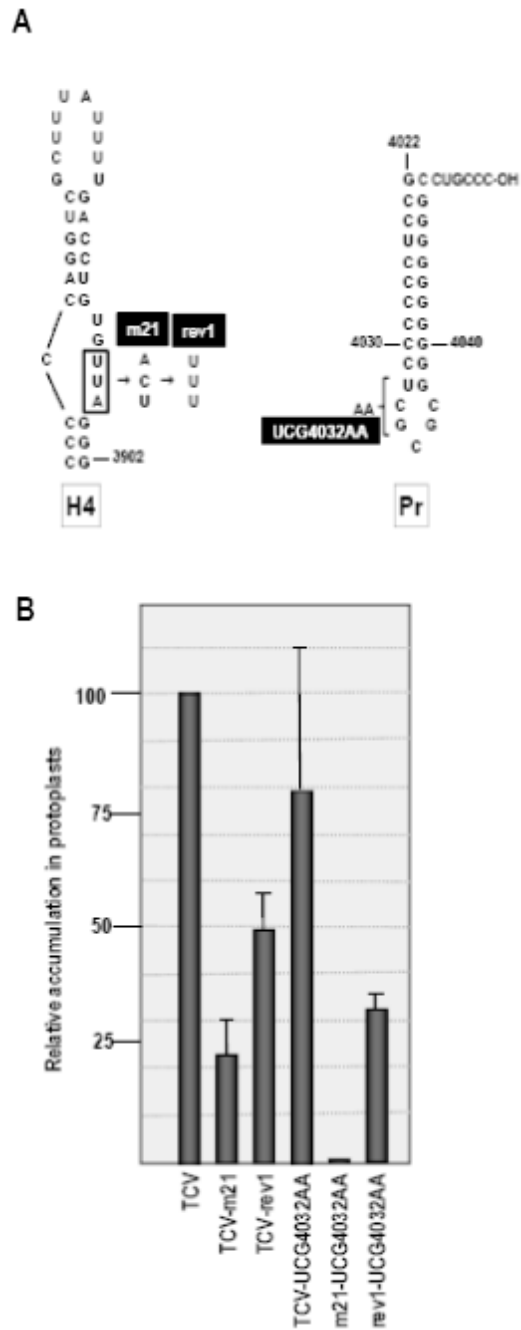 A
U A
U U
U U
C U
G U
C G
U A
G C
G C
A U
C G
U
G
C
U
U
A
C G
C G
C G
3902
m21
rev1
→ A → U
C U
U U
H4
4022
GC CUGCCC-OH
C G
C G
U G
C G
C G
C G
C G
4030 C G 4040
C G
U G
AA
C C
G G
C
UCG4032AA
Pr
B
Relative accumulation in protoplasts
100
75
50
25
TCV
TCV-m21
TCV-rev1
TCV-UCG4032AA
m21-UCG4032AA
rev1-UCG4032AA